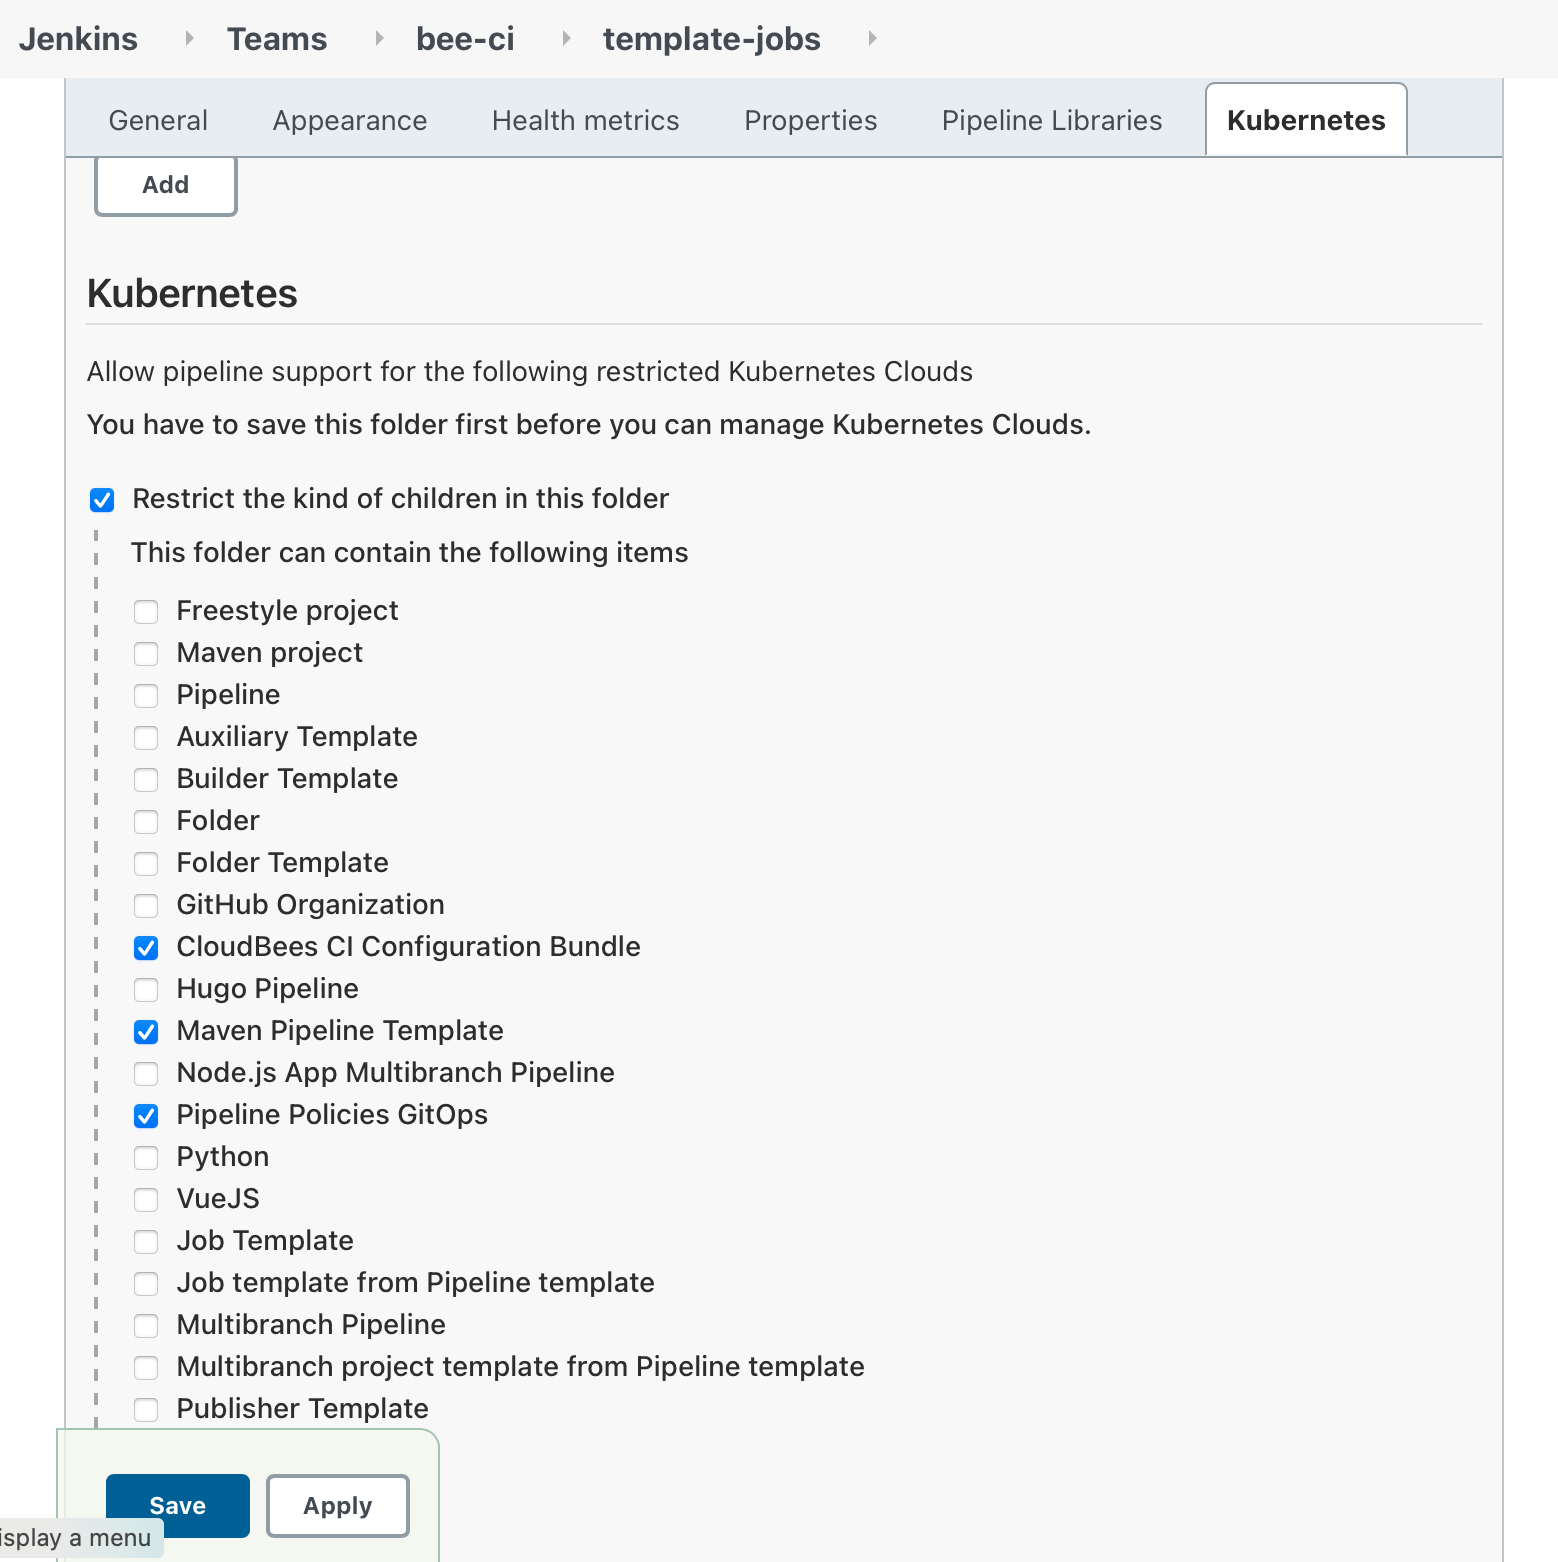 Jenkins Teams bee-ci template-jobs
General Appearance Health metrics Properties Pipeline Libraries Kubernetes
Add
Kubernetes
Allow pipeline support for the following restricted Kubernetes Clouds
You have to save this folder first before you can manage Kubernetes Clouds.
Restrict the kind of children in this folder
This folder can contain the following items
Freestyle project
Maven project
Pipeline
Auxiliary Template
Builder Template
Folder
Folder Template
GitHub Organization
CloudBees CI Configuration Bundle
Hugo Pipeline
Maven Pipeline Template
Node.js App Multibranch Pipeline
Pipeline Policies GitOps
Python
VueJS
Job Template
Job template from Pipeline template
Multibranch Pipeline
Multibranch project template from Pipeline template
Publisher Template
Save Apply
isplay a menu